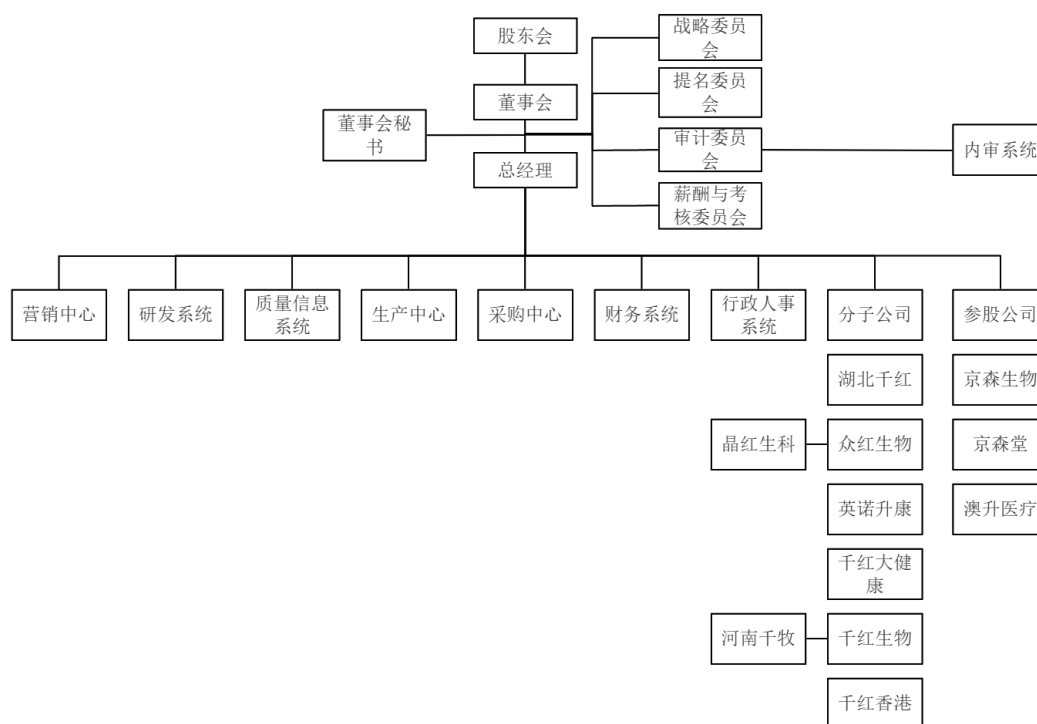 股东会
战略委员
会
提名委员
会
董事会
董事会秘
书
审计委员
会
内审系统
总经理
薪酬与考
核委员会
营销中心
研发系统
质量信息
系统
生产中心
采购中心
财务系统
行政人事
系统
分子公司
参股公司
湖北千红
京森生物
晶红生科
众红生物
京森堂
英诺升康
澳升医疗
千红大健
康
河南千牧
千红生物
千红香港